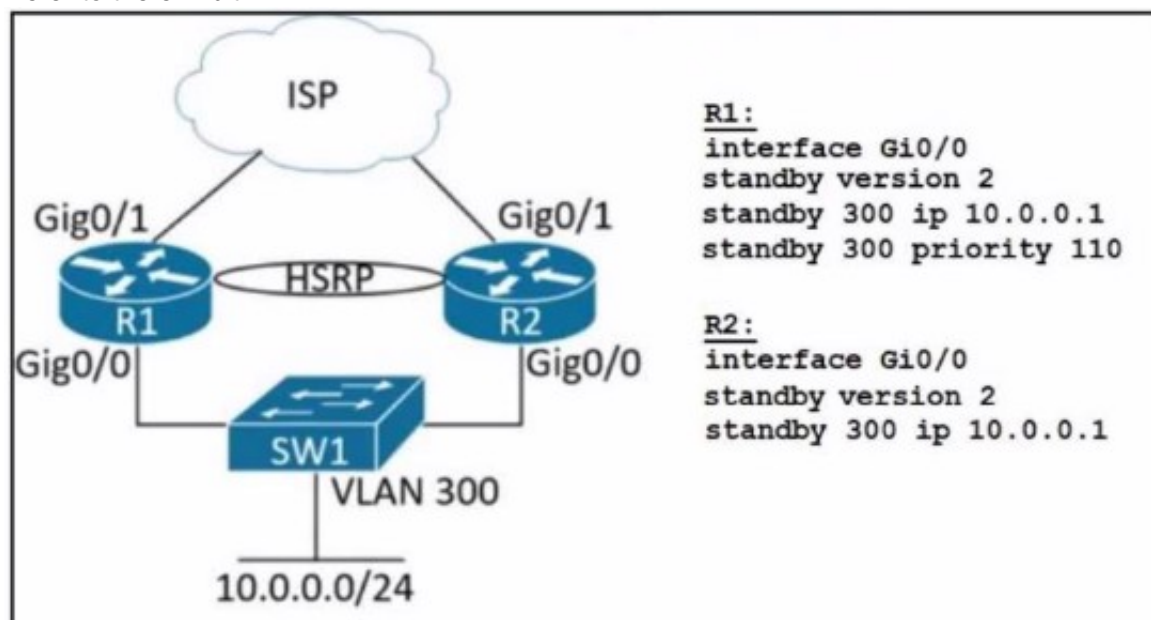 ISP
Gig0/1
Gig0/1
HSRP
R1
R2
Gig0/0
Gig0/0
SW1
VLAN 300
10.0.0.0/24
R1:
interface Gi0/0
standby version 2
standby 300 ip 10.0.0.1
standby 300 priority 110
R2:
interface Gi0/0
standby version 2
standby 300 ip 10.0.0.1